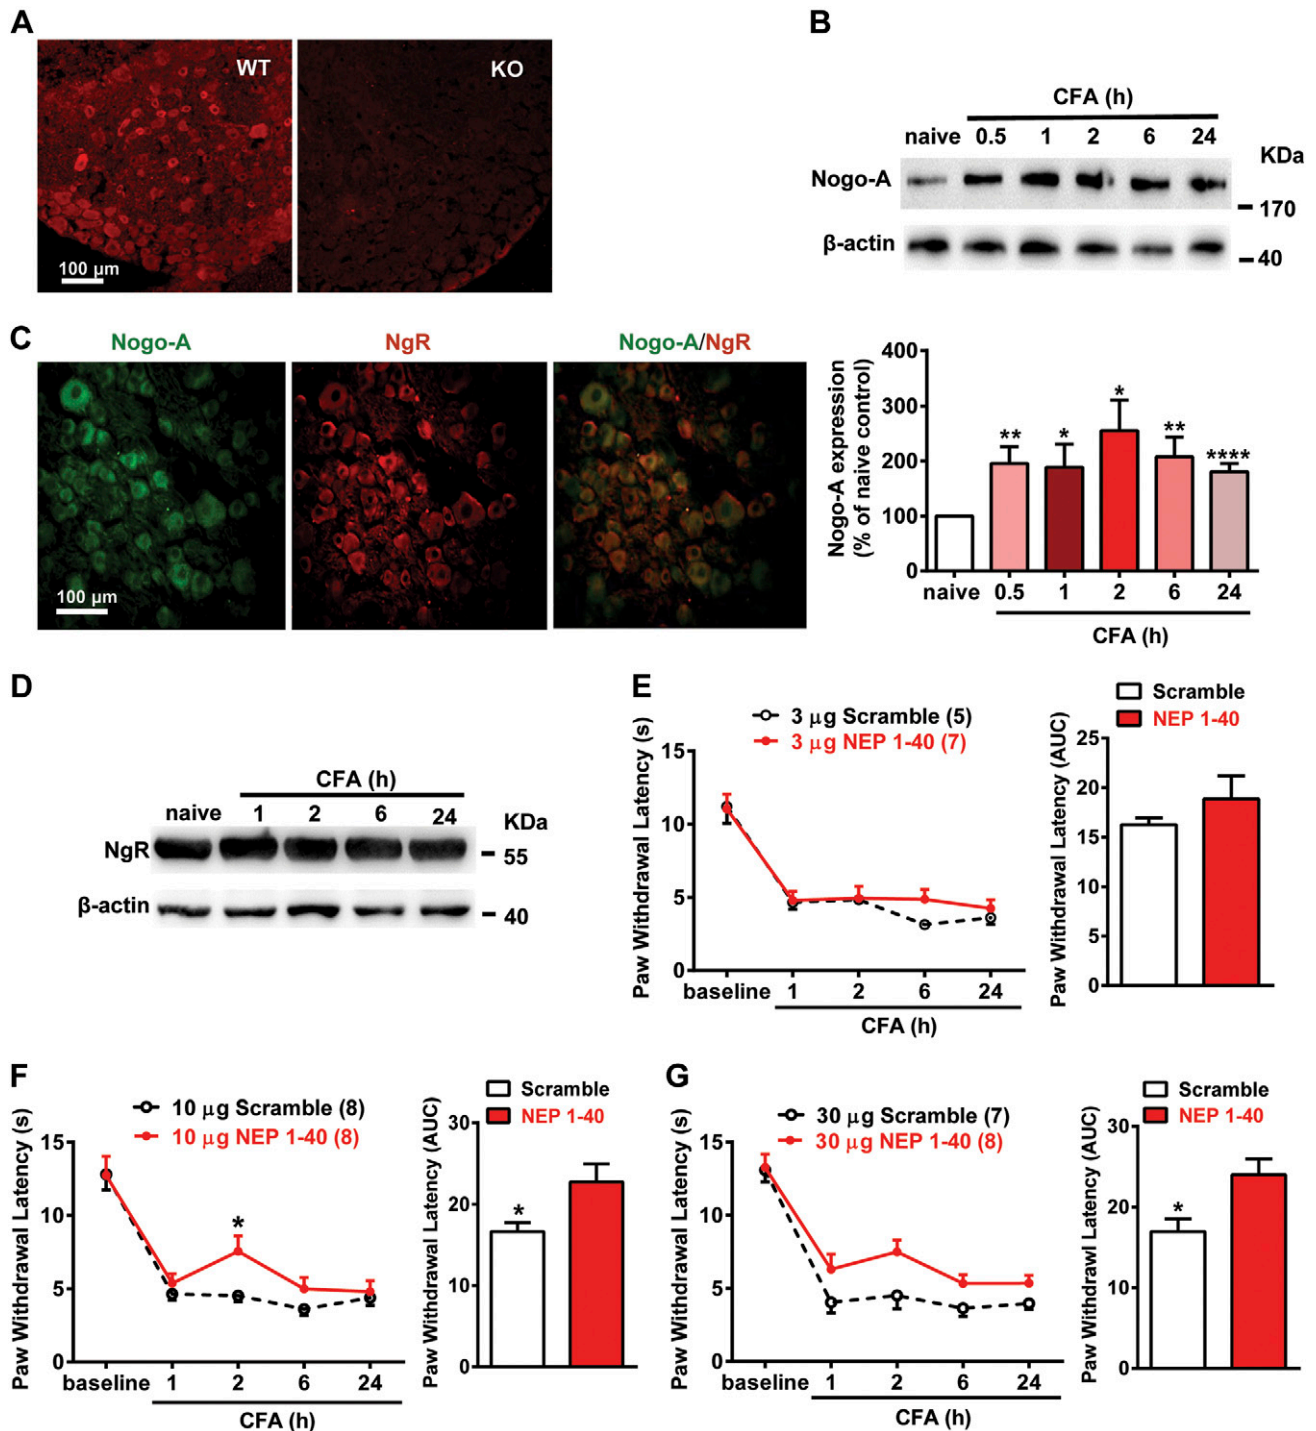 A
WT
KO
100 µm
B
CFA (h)
naive 0.5 1 2 6 24
KDa
Nogo-A
170
β-actin
40
C
Nogo-A
NgR
Nogo-A/NgR
100 µm
Nogo-A expression
(% of naive control)
400
300
200
100
0
**
*
*
**
****
naive 0.5 1 2 6 24
CFA (h)
D
CFA (h)
naive 1 2 6 24
KDa
NgR
55
β-actin
40
E
3 µg Scramble (5)
3 µg NEP 1-40 (7)
Paw Withdrawal Latency (s)
15
10
5
0
baseline 1 2 6 24
CFA (h)
Scramble
NEP 1-40
Paw Withdrawal Latency (AUC)
25
20
15
10
5
0
F
10 µg Scramble (8)
10 µg NEP 1-40 (8)
Paw Withdrawal Latency (s)
15
10
5
0
*
baseline 1 2 6 24
CFA (h)
Scramble
NEP 1-40
Paw Withdrawal Latency (AUC)
30
20
10
0
*
G
30 µg Scramble (7)
30 µg NEP 1-40 (8)
Paw Withdrawal Latency (s)
15
10
5
0
baseline 1 2 6 24
CFA (h)
Scramble
NEP 1-40
Paw Withdrawl Latency (AUC)
30
20
10
0
*